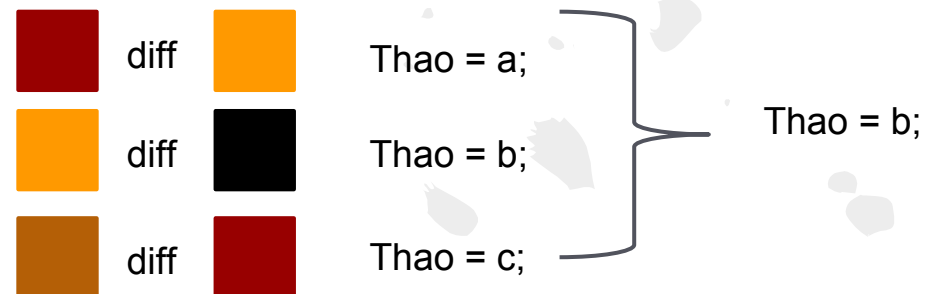 diff Thao = a;
diff Thao = b;
diff Thao = c;
Thao = b;